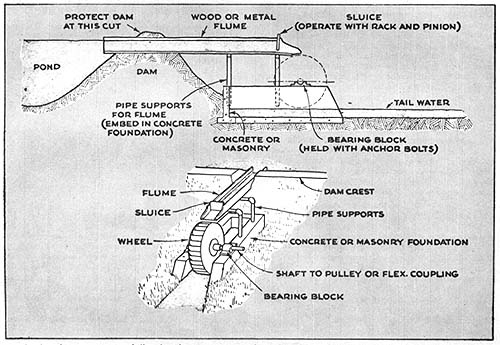 PROTECT DAM
AT THIS CUT
WOOD OR METAL
FLUME
SLUICE
(OPERATE WITH RACK AND PINION)
POND
DAM
PIPE SUPPORTS
FOR FLUME
(EMBED IN CONCRETE
FOUNDATION)
CONCRETE OR
MASONRY
TAIL WATER
BEARING BLOCK
(HELD WITH ANCHOR BOLTS)
FLUME
SLUICE
WHEEL
DAM CREST
PIPE SUPPORTS
CONCRETE OR MASONRY FOUNDATION
SHAFT TO PULLEY OR FLEX. COUPLING
BEARING BLOCK